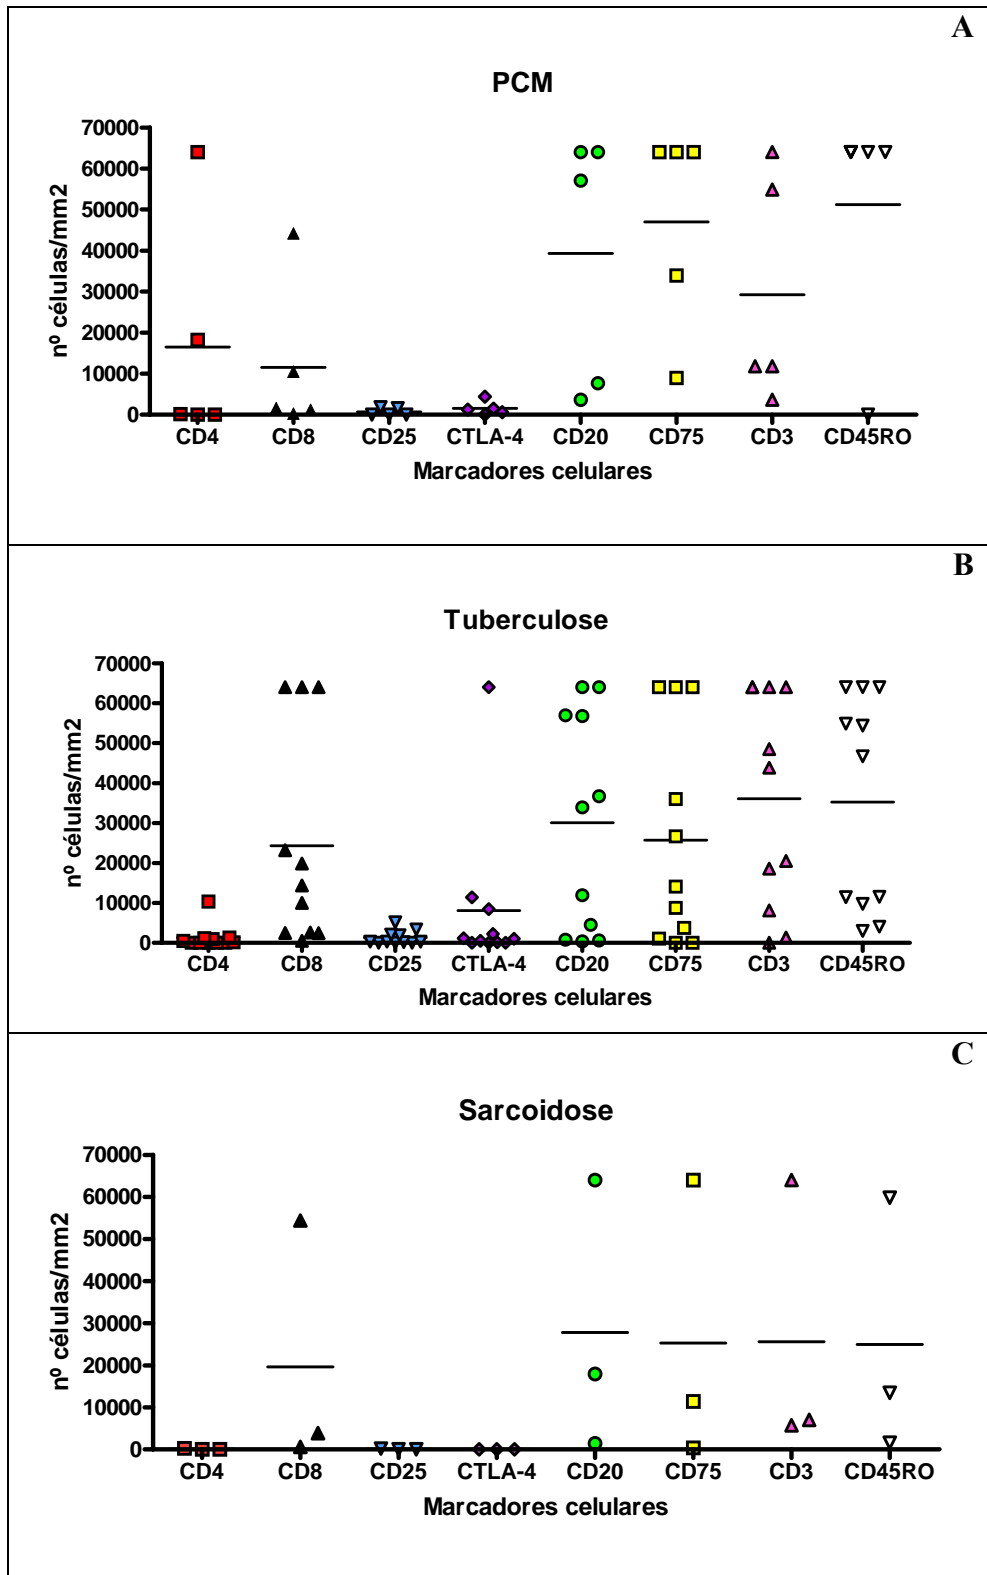 A
PCM
nº células/mm2
70000
60000
50000
40000
30000
20000
10000
0
CD4 CD8 CD25 CTLA-4 CD20 CD75 CD3 CD45RO
Marcadores celulares
B
Tuberculose
nº células/mm2
70000
60000
50000
40000
30000
20000
10000
0
CD4 CD8 CD25 CTLA-4 CD20 CD75 CD3 CD45RO
Marcadores celulares
C
Sarcoidose
nº células/mm2
70000
60000
50000
40000
30000
20000
10000
0
CD4 CD8 CD25 CTLA-4 CD20 CD75 CD3 CD45RO
Marcadores celulares